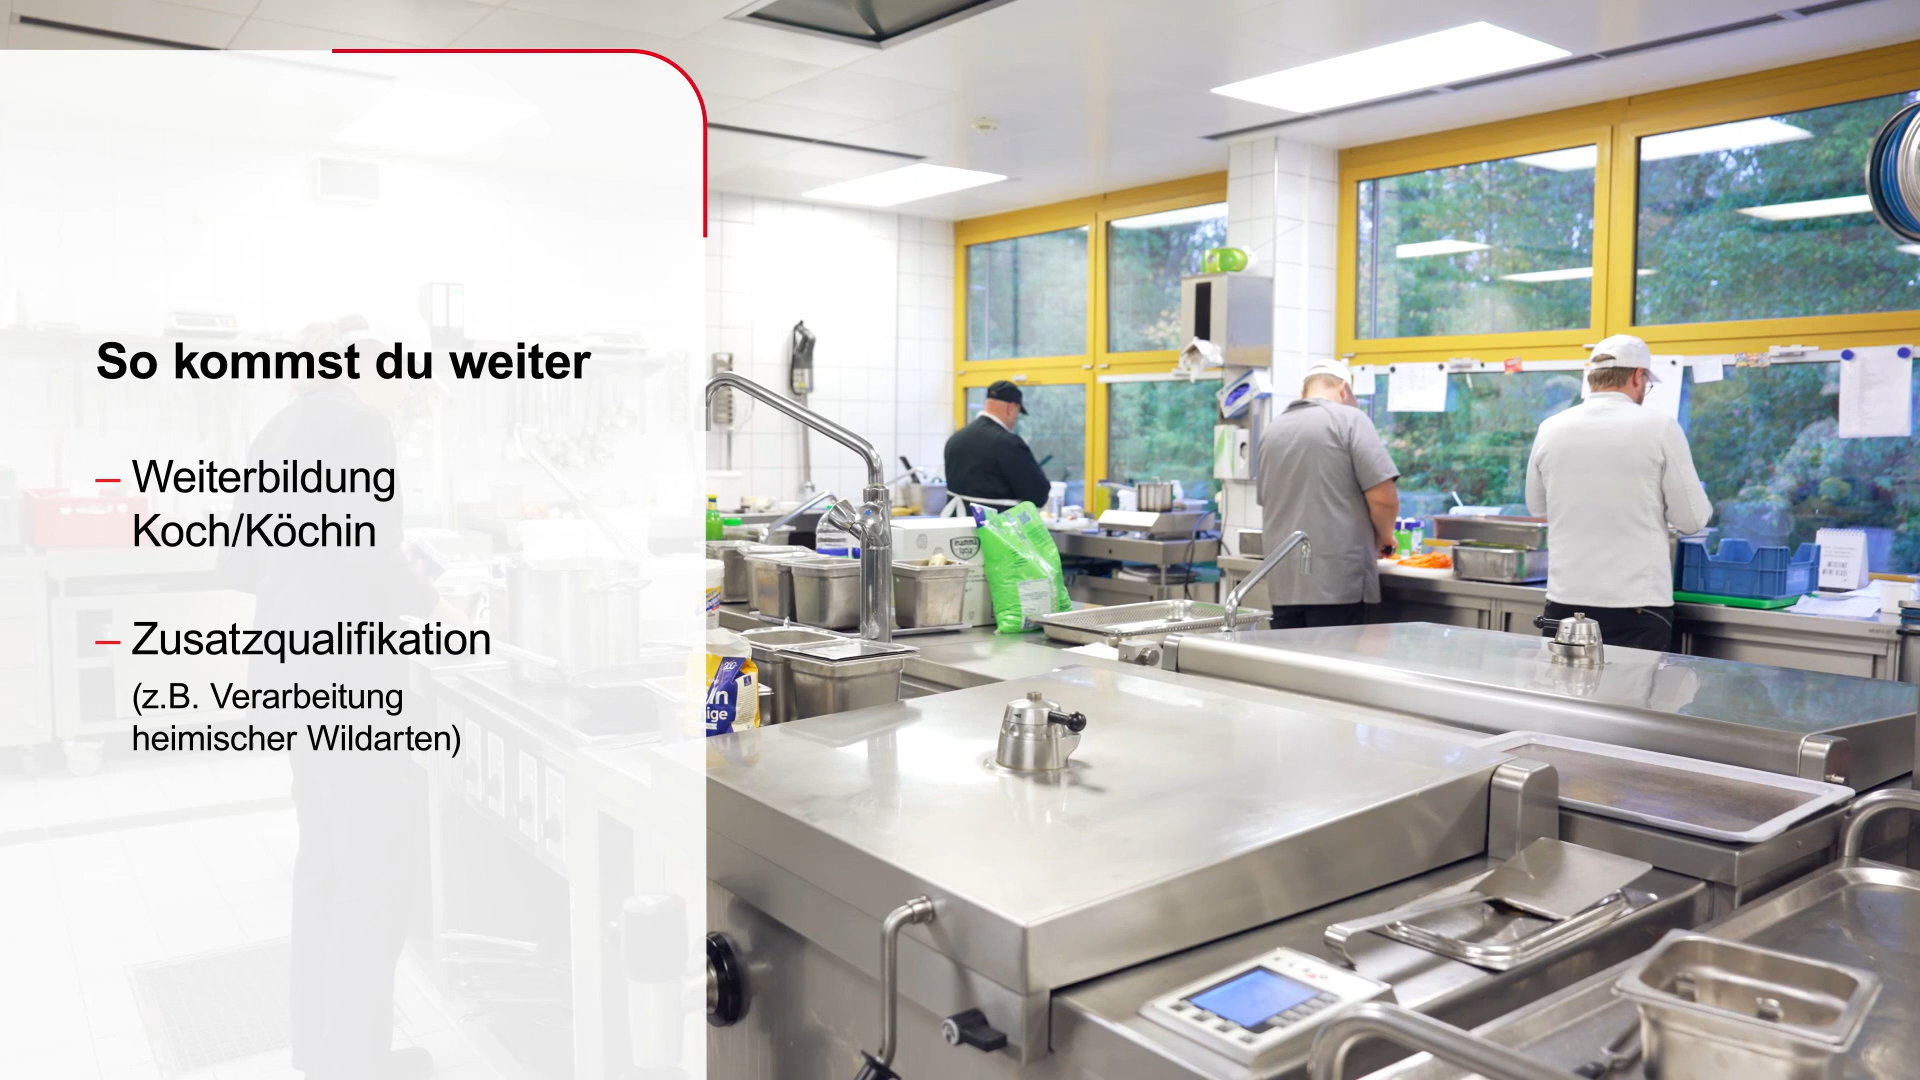 So kommst du weiter
– Weiterbildung
Koch/Köchin
– Zusatzqualifikation
(z.B. Verarbeitung
heimischer Wildarten)